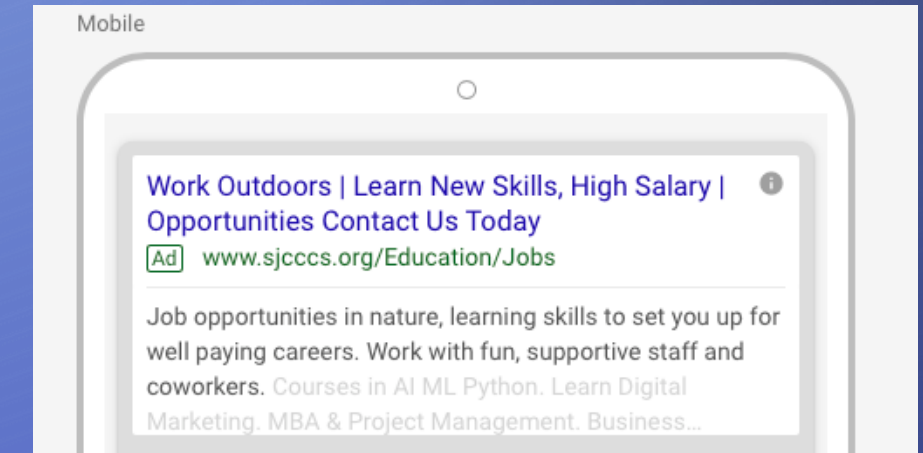 Mobile
Work Outdoors | Learn New Skills, High Salary |
Opportunities Contact Us Today
Ad www.sjcccs.org/Education/Jobs
Job opportunities in nature, learning skills to set you up for
well paying careers. Work with fun, supportive staff and
coworkers. Courses in AI ML Python. Learn Digital
Marketing. MBA & Project Management. Business...